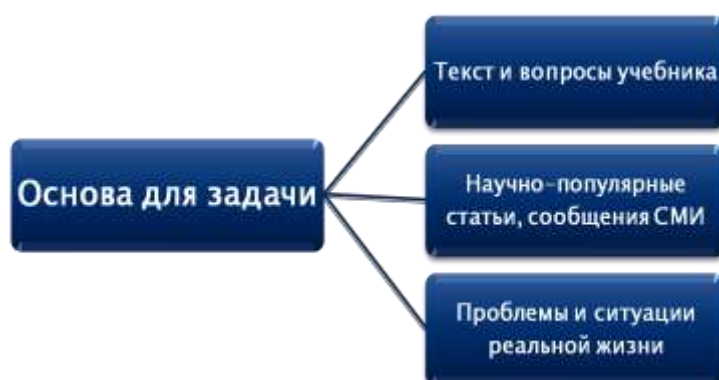 Текст и вопросы учебника
Основа для задачи
Научно-популярные
статьи, сообщения СМИ
Проблемы и ситуации
реальной жизни